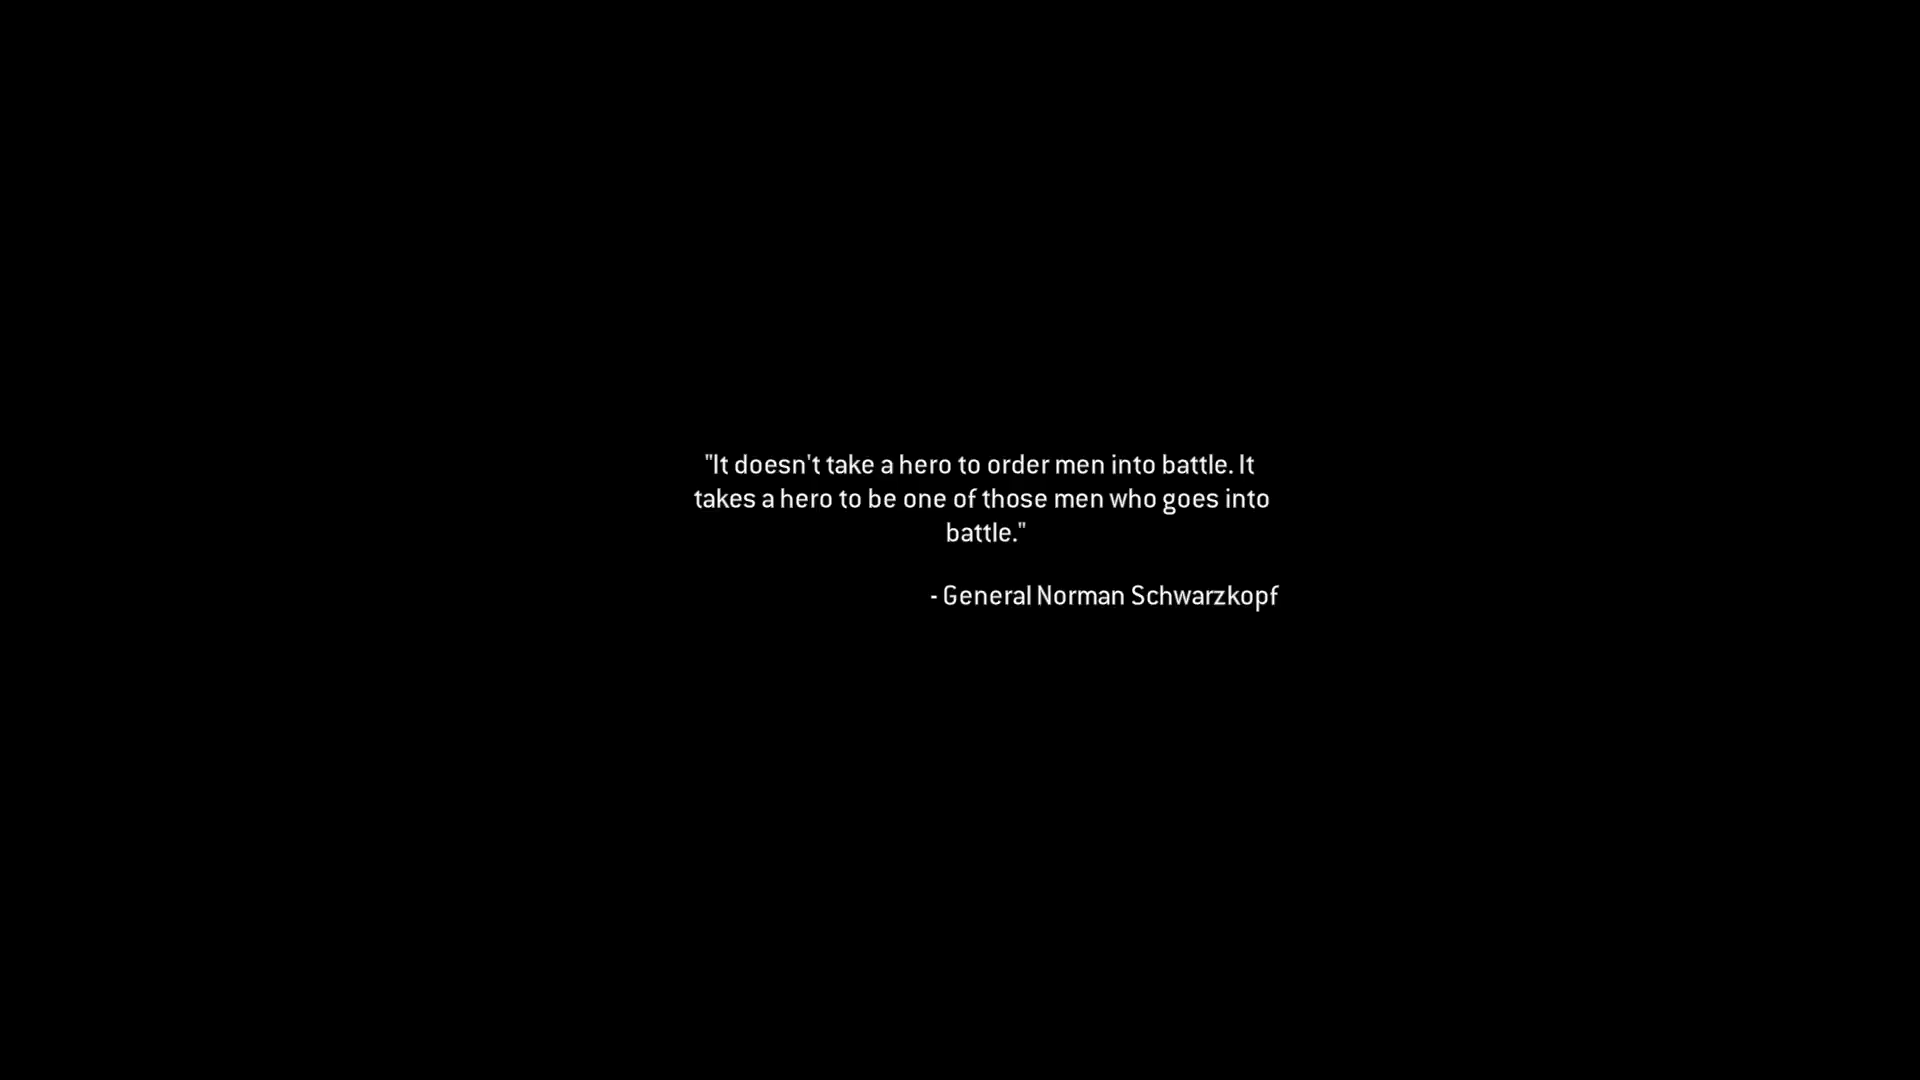 "It doesn't take a hero to order men into battle. It
takes a hero to be one of those men who goes into
battle."
- General Norman Schwarzkopf